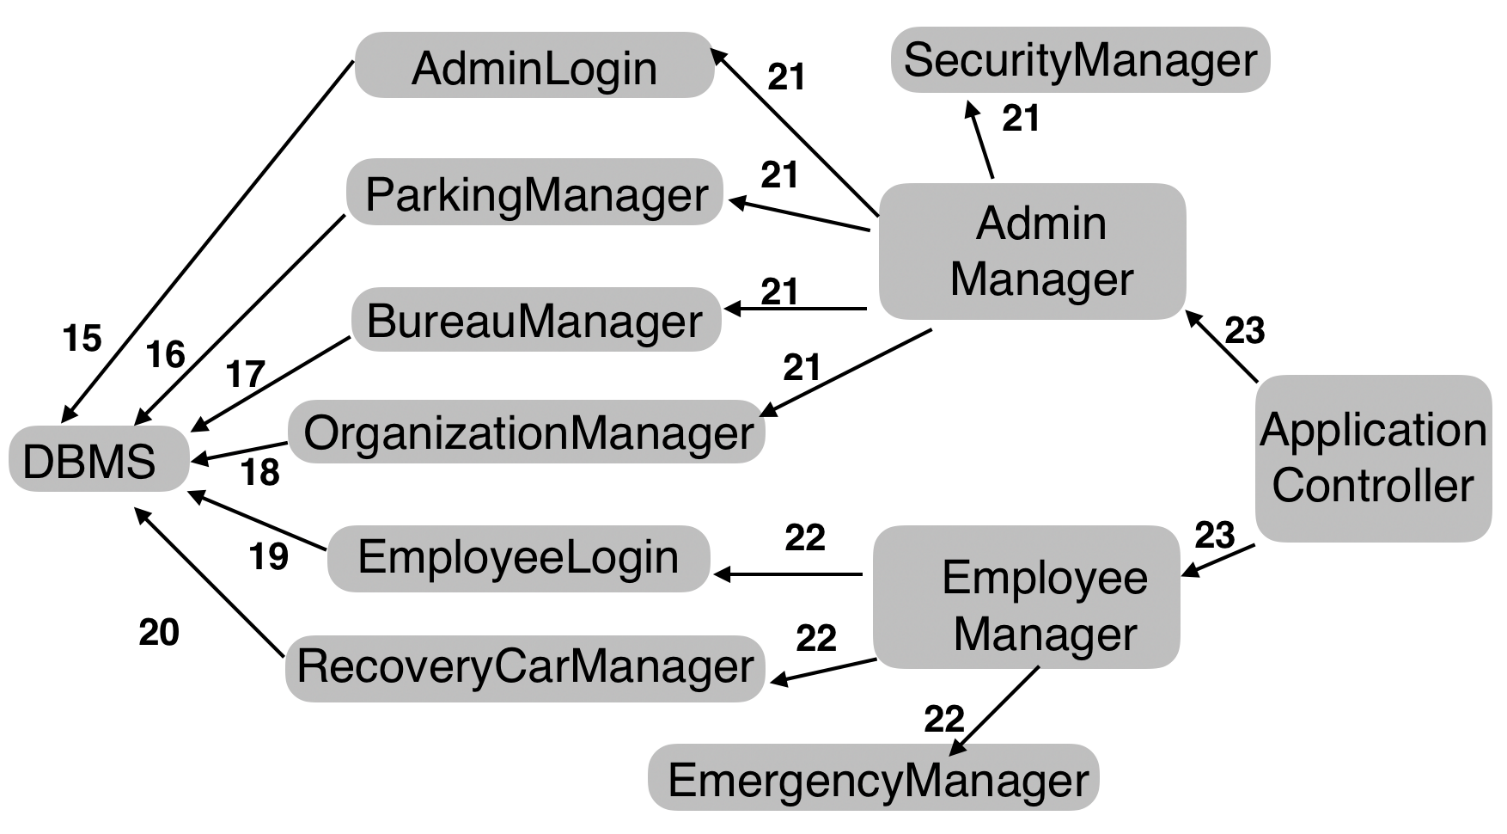 AdminLogin
SecurityManager
21
21
ParkingManager
21
Admin
Manager
BureauManager
21
15
16
17
21
23
OrganizationManager
Application
Controller
DBMS
18
19
EmployeeLogin
22
23
Employee
Manager
20
RecoveryCarManager
22
22
EmergencyManager